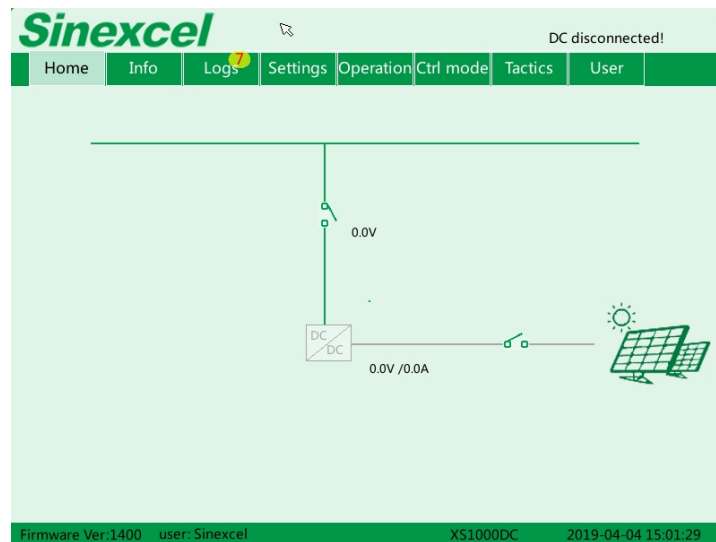 Sinexcel
DC disconnected!
Home Info Logs 7 Settings Operation Ctrl mode Tactics User
0.0V
DC
DC
0.0V /0.0A
Firmware Ver:1400 user: Sinexcel XS1000DC 2019-04-04 15:01:29